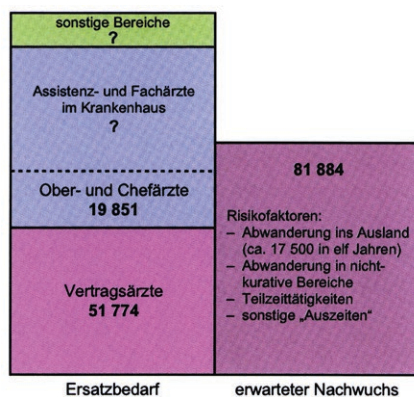 sonstige Bereiche
?
Assistenz- und Fachärzte
im Krankenhaus
?
Ober- und Chefärzte
19 851
Vertragsärzte
51 774
Ersatzbedarf
81 884
Risikofaktoren:
– Abwanderung ins Ausland
(ca. 17 500 in elf Jahren)
– Abwanderung in nicht-
kurative Bereiche
– Teilzeittätigkeiten
– sonstige „Auszeiten“
erwarteter Nachwuchs